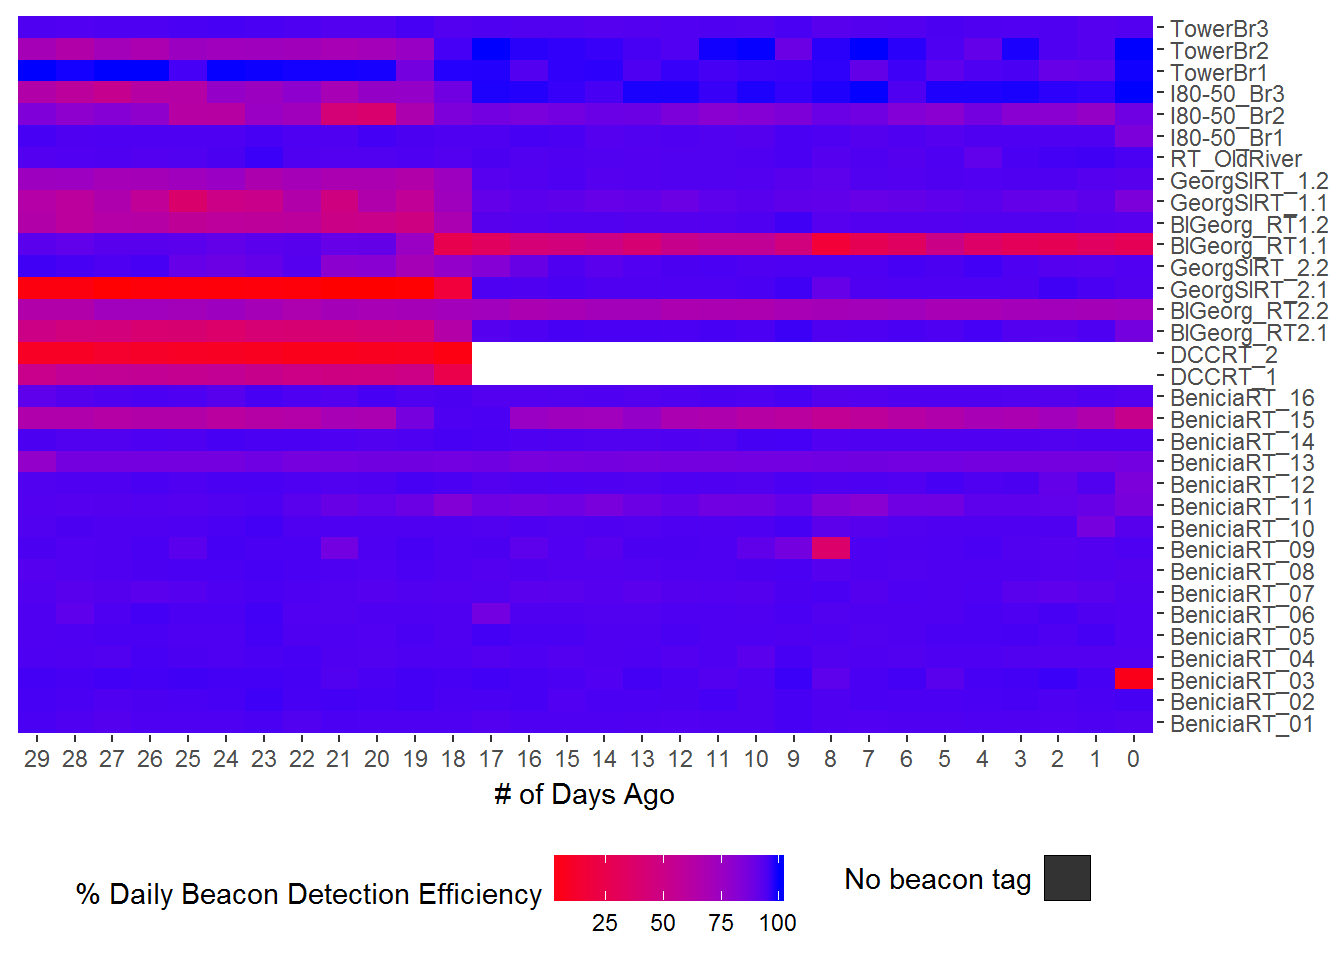 TowerBr3
TowerBr2
TowerBr1
I80-50_Br3
I80-50_Br2
I80-50_Br1
RT_OldRiver
GeorgSlRT_1.2
GeorgSlRT_1.1
BlGeorg_RT1.2
BlGeorg_RT1.1
GeorgSlRT_2.2
GeorgSlRT_2.1
BlGeorg_RT2.2
BlGeorg_RT2.1
DCCRT_2
DCCRT_1
BeniciaRT_16
BeniciaRT_15
BeniciaRT_14
BeniciaRT_13
BeniciaRT_12
BeniciaRT_11
BeniciaRT_10
BeniciaRT_09
BeniciaRT_08
BeniciaRT_07
BeniciaRT_06
BeniciaRT_05
BeniciaRT_04
BeniciaRT_03
BeniciaRT_02
BeniciaRT_01
29 28 27 26 25 24 23 22 21 20 19 18 17 16 15 14 13 12 11 10 9 8 7 6 5 4 3 2 1 0
# of Days Ago
% Daily Beacon Detection Efficiency
25 50 75 100
No beacon tag